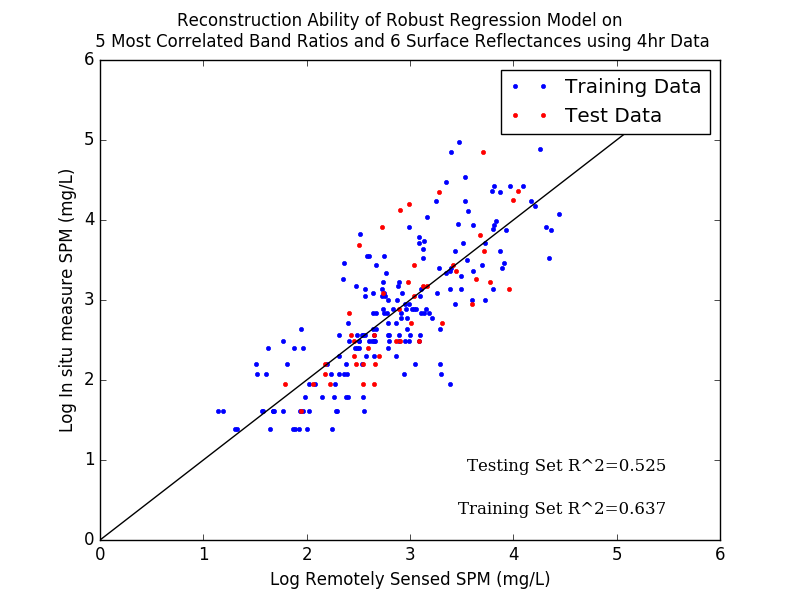 Reconstruction Ability of Robust Regression Model on
5 Most Correlated Band Ratios and 6 Surface Reflectances using 4hr Data
Training Data
Test Data
6
5
4
3
2
1
0
Log In situ measure SPM (mg/L)
Testing Set R^2=0.525
Training Set R^2=0.637
0 1 2 3 4 5 6
Log Remotely Sensed SPM (mg/L)